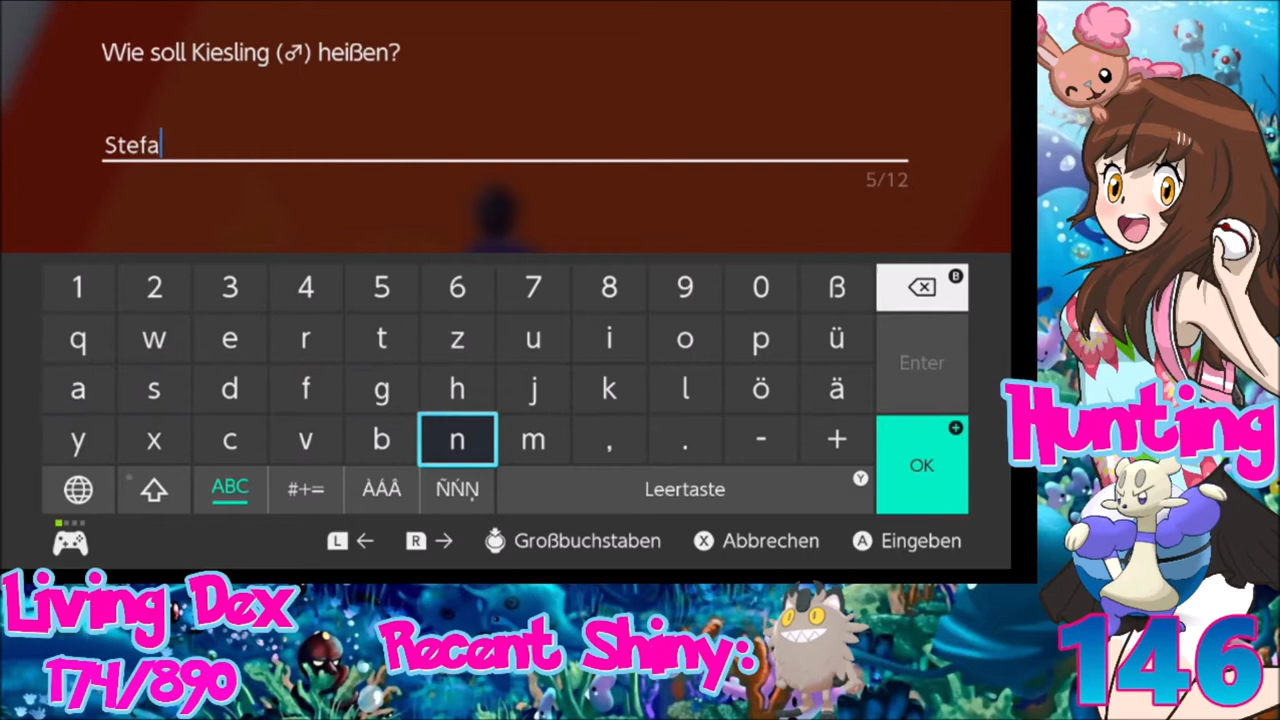 Wie soll Kiesling (♂) heißen?
Stefa
5/12
1 2 3 4 5 6 7 8 9 0 ß B
q w e r t z u i o p ü
Enter
a s d f g h j k l ö ä
y x c v b n m , . - +
OK
ABC #+= ÀÁÂ ÑŃŅ Leertaste Y
L ← R → Großbuchstaben X Abbrechen A Eingeben
Hunting
146
Living Dex
174/890
Recent Shiny: